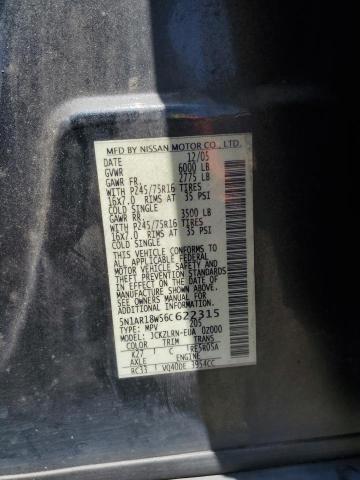 MFD BY NISSAN MOTOR CO., LTD.
DATE 12/05
GVWR 6000 LB
GAWR FR. 2775 LB
WITH P245/75R16 TIRES
16X7.0 RIMS AT 35 PSI
COLD SINGLE
GAWR RR. 3500 LB
WITH P245/75R16 TIRES
16X7.0 RIMS AT 35 PSI
COLD SINGLE
THIS VEHICLE CONFORMS TO
ALL APPLICABLE FEDERAL
MOTOR VEHICLE SAFETY AND
THEFT PREVENTION STANDARDS
IN EFFECT ON THE DATE OF
MANUFACTURE SHOWN ABOVE.
SEE OWNERS MANUAL FOR
ADDITIONAL INFORMATION
5N1AR18W56C622315
TYPE: MPV 205
MODEL: JCKZLRN-EUA 0Z000
COLOR TRIM TRANS
K27 C RE5R05A
AXLE ENGINE
RC33 VQ40DE 3954CC